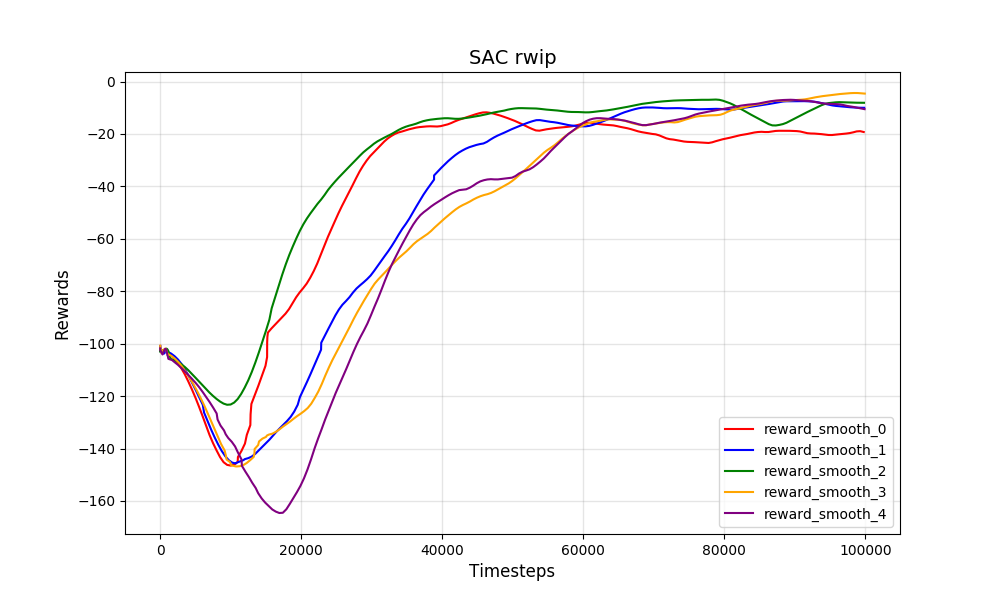 SAC rwip
Rewards
0
−20
−40
−60
−80
−100
−120
−140
−160
0 20000 40000 60000 80000 100000
Timesteps
reward_smooth_0
reward_smooth_1
reward_smooth_2
reward_smooth_3
reward_smooth_4